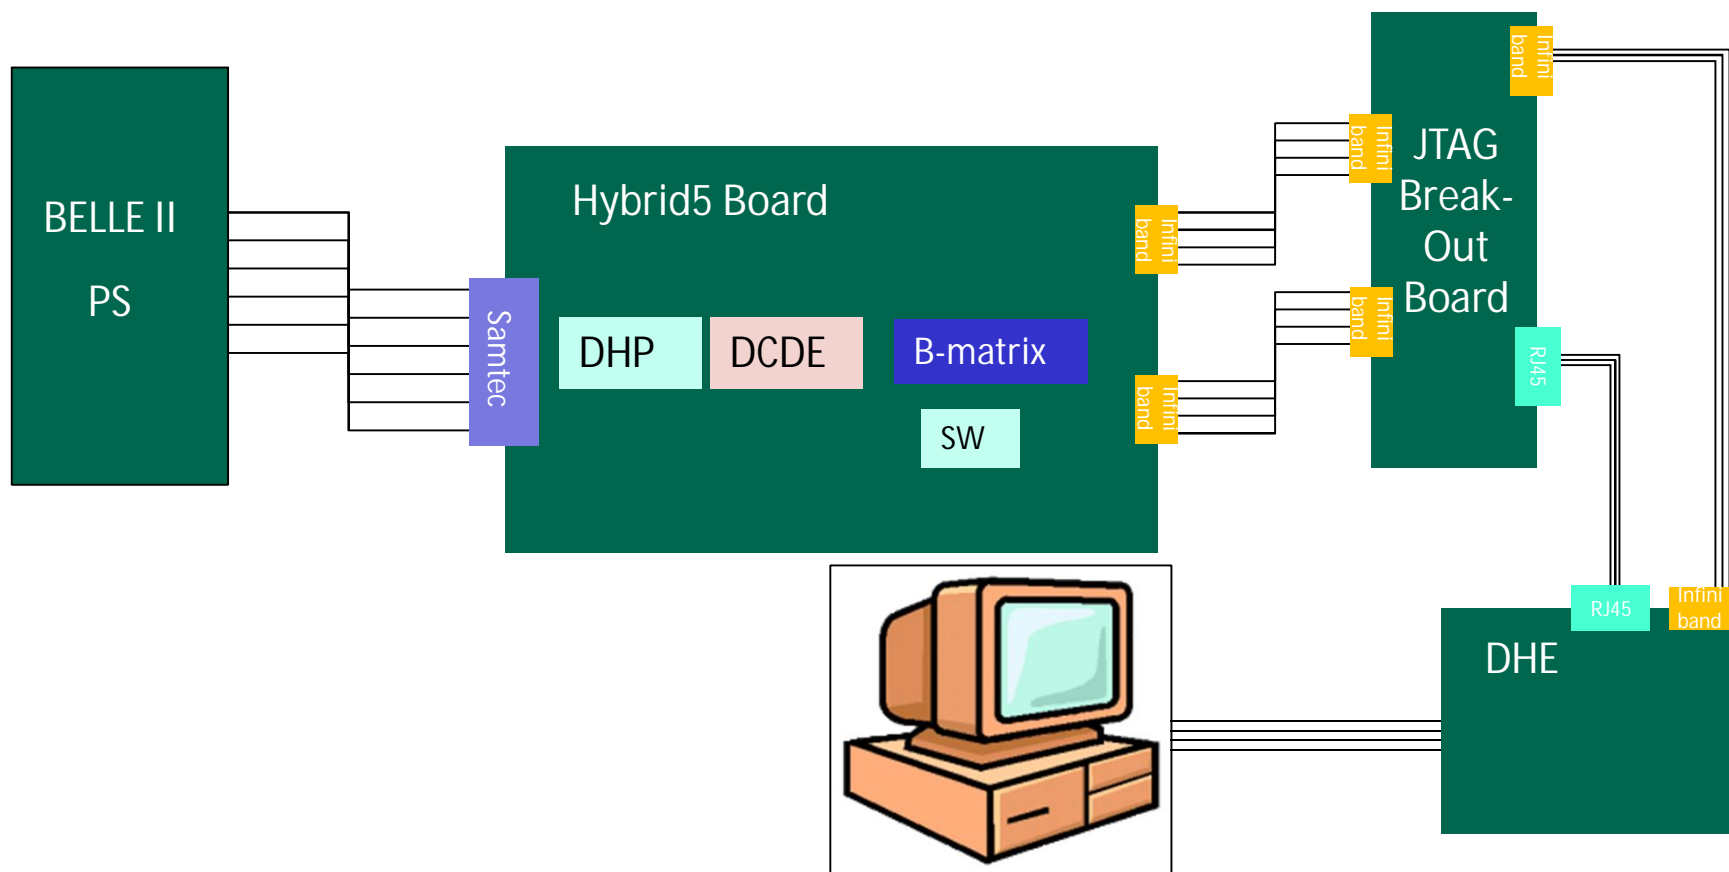 BELLE II
PS
Samtec
Hybrid5 Board
DHP
DCDE
B-matrix
SW
Infini
band
Infini
band
Infini
band
Infini
band
Infini
band
JTAG
Break-
Out
Board
RJ45
RJ45
Infini
band
DHE